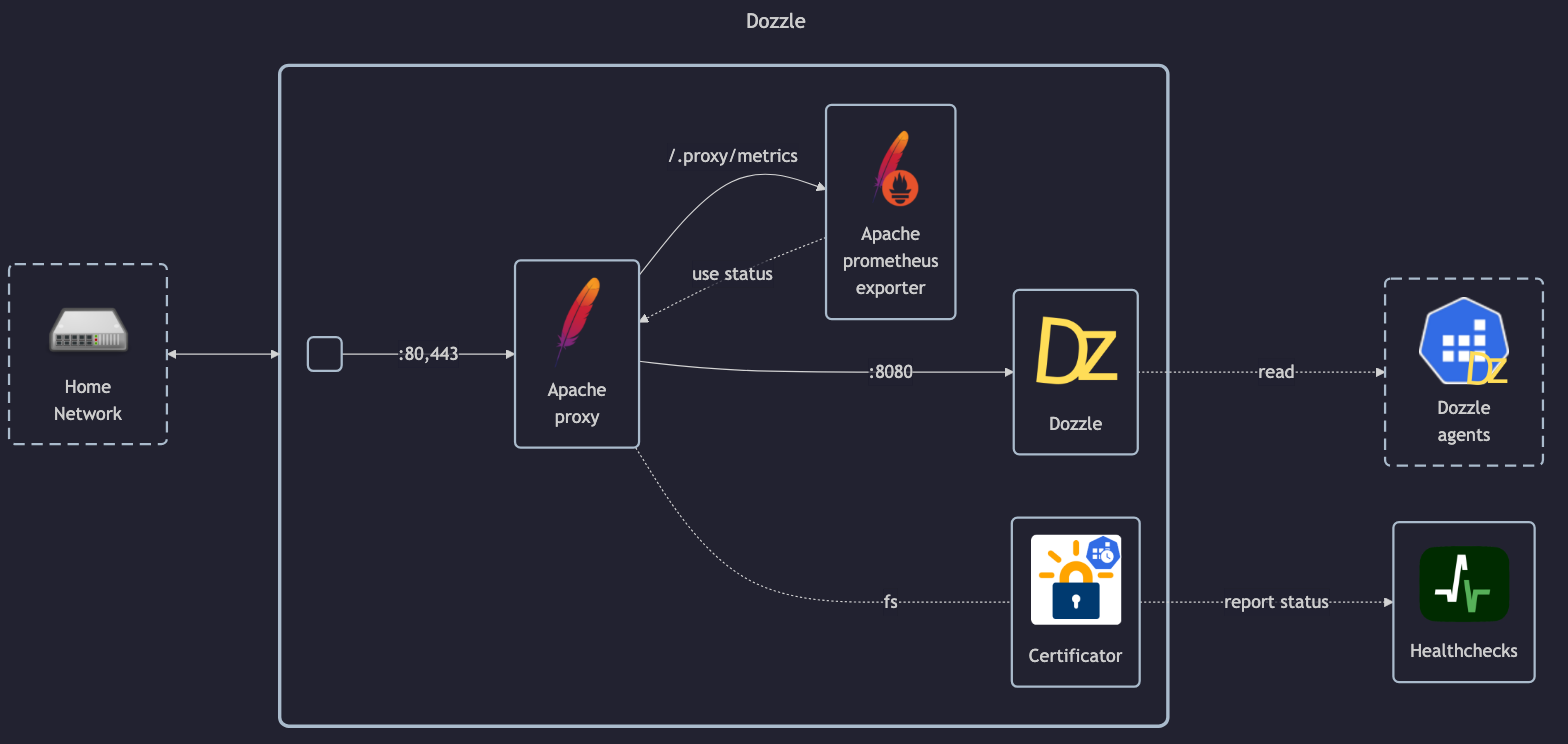 Dozzle
/.proxy/metrics
Apache
prometheus
exporter
use status
Home
Network
:80,443
Apache
proxy
:8080
Dz
Dozzle
read
Dz
Dozzle
agents
fs
Certificator
report status
Healthchecks